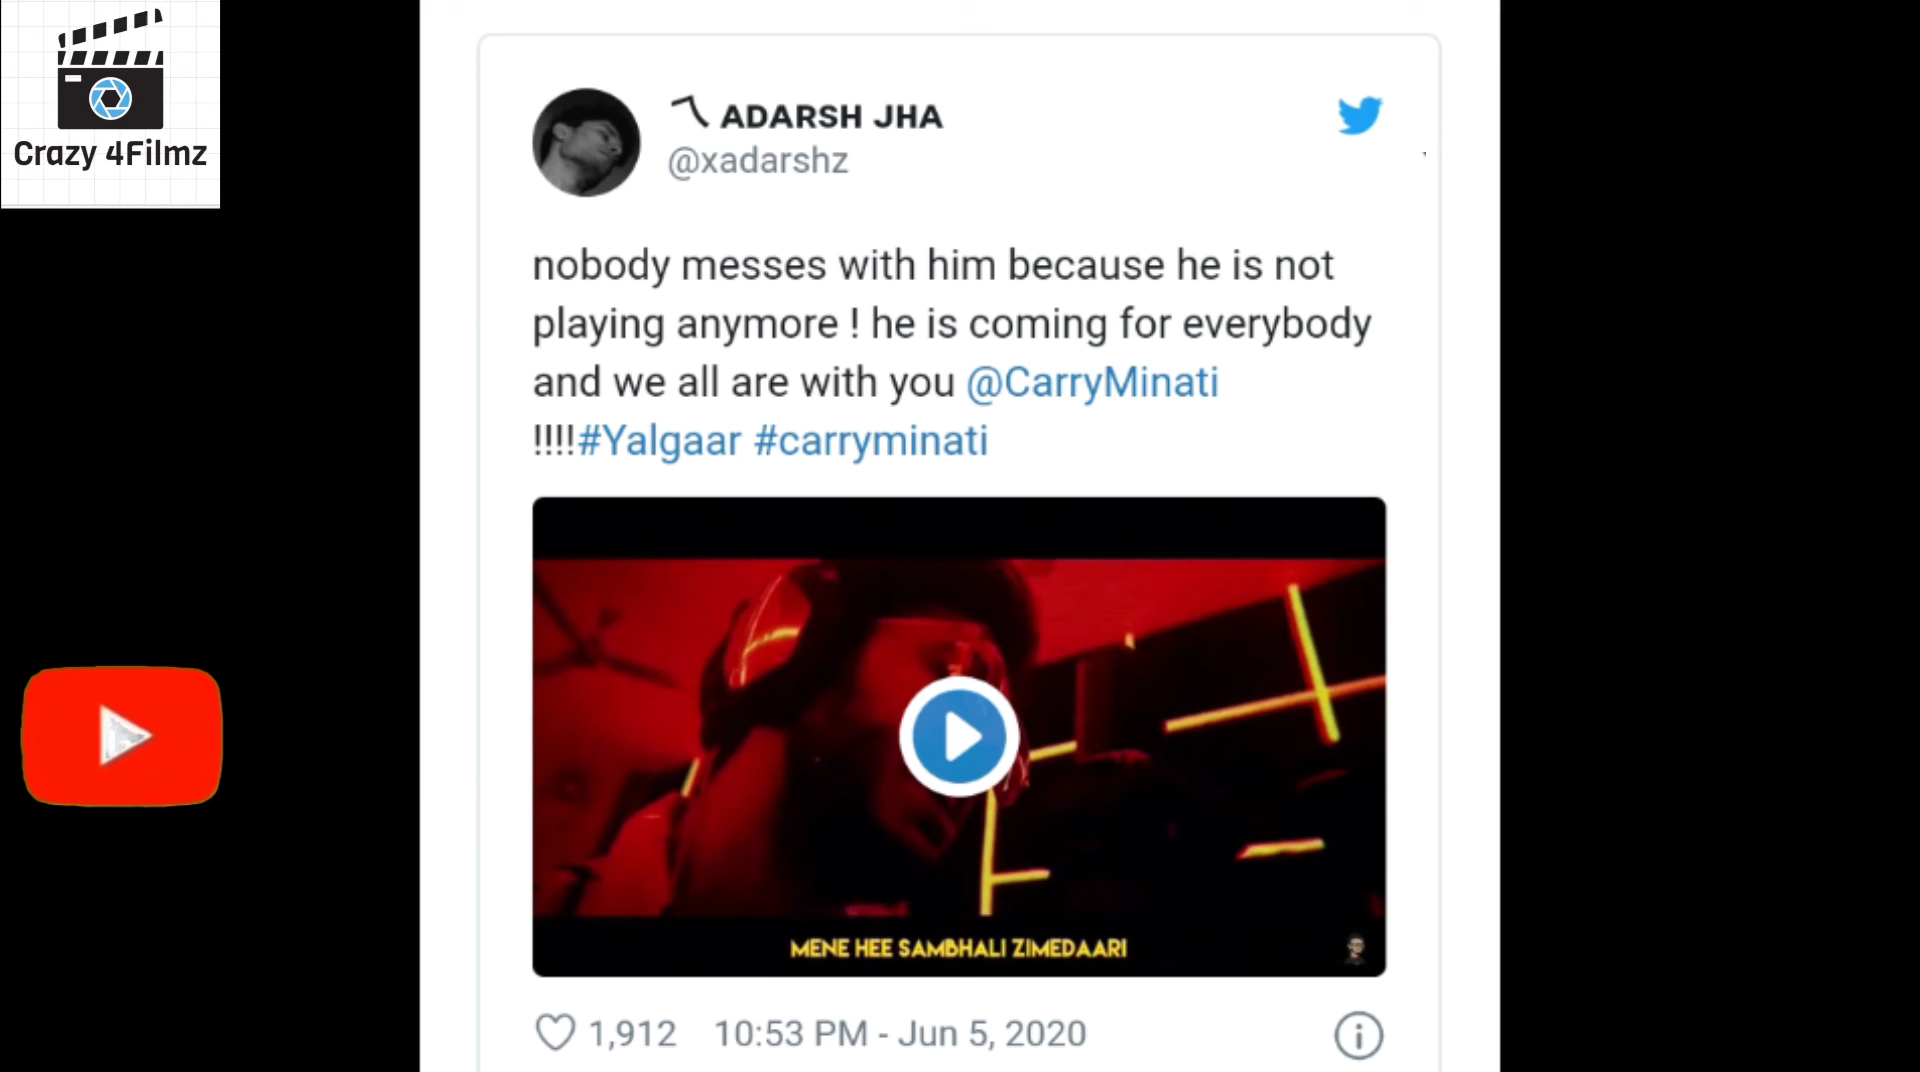 Crazy 4Filmz
乁 ADARSH JHA
@xadarshz
nobody messes with him because he is not
playing anymore ! he is coming for everybody
and we all are with you @CarryMinati
!!!!#Yalgaar #carryminati
MENE HEE SAMBHALI ZIMEDAARI
1,912 10:53 PM - Jun 5, 2020